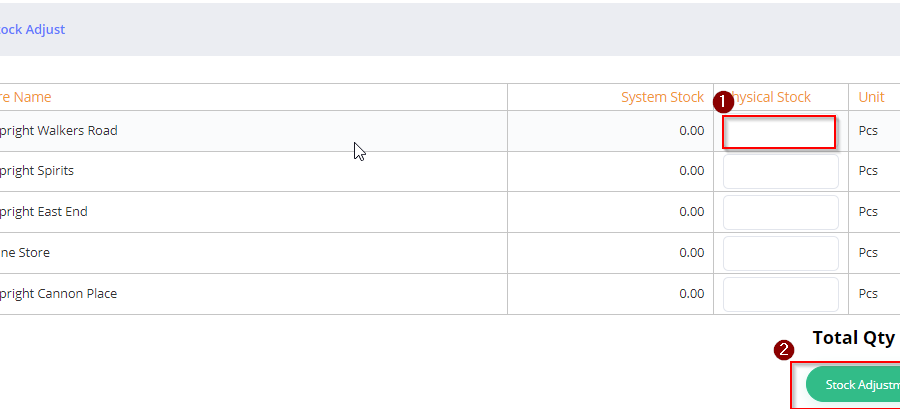 tock Adjust
re Name System Stock 1 hysical Stock Unit
pright Walkers Road 0.00 Pcs
pright Spirits 0.00 Pcs
pright East End 0.00 Pcs
ne Store 0.00 Pcs
pright Cannon Place 0.00 Pcs
Total Qty
2
Stock Adjustm